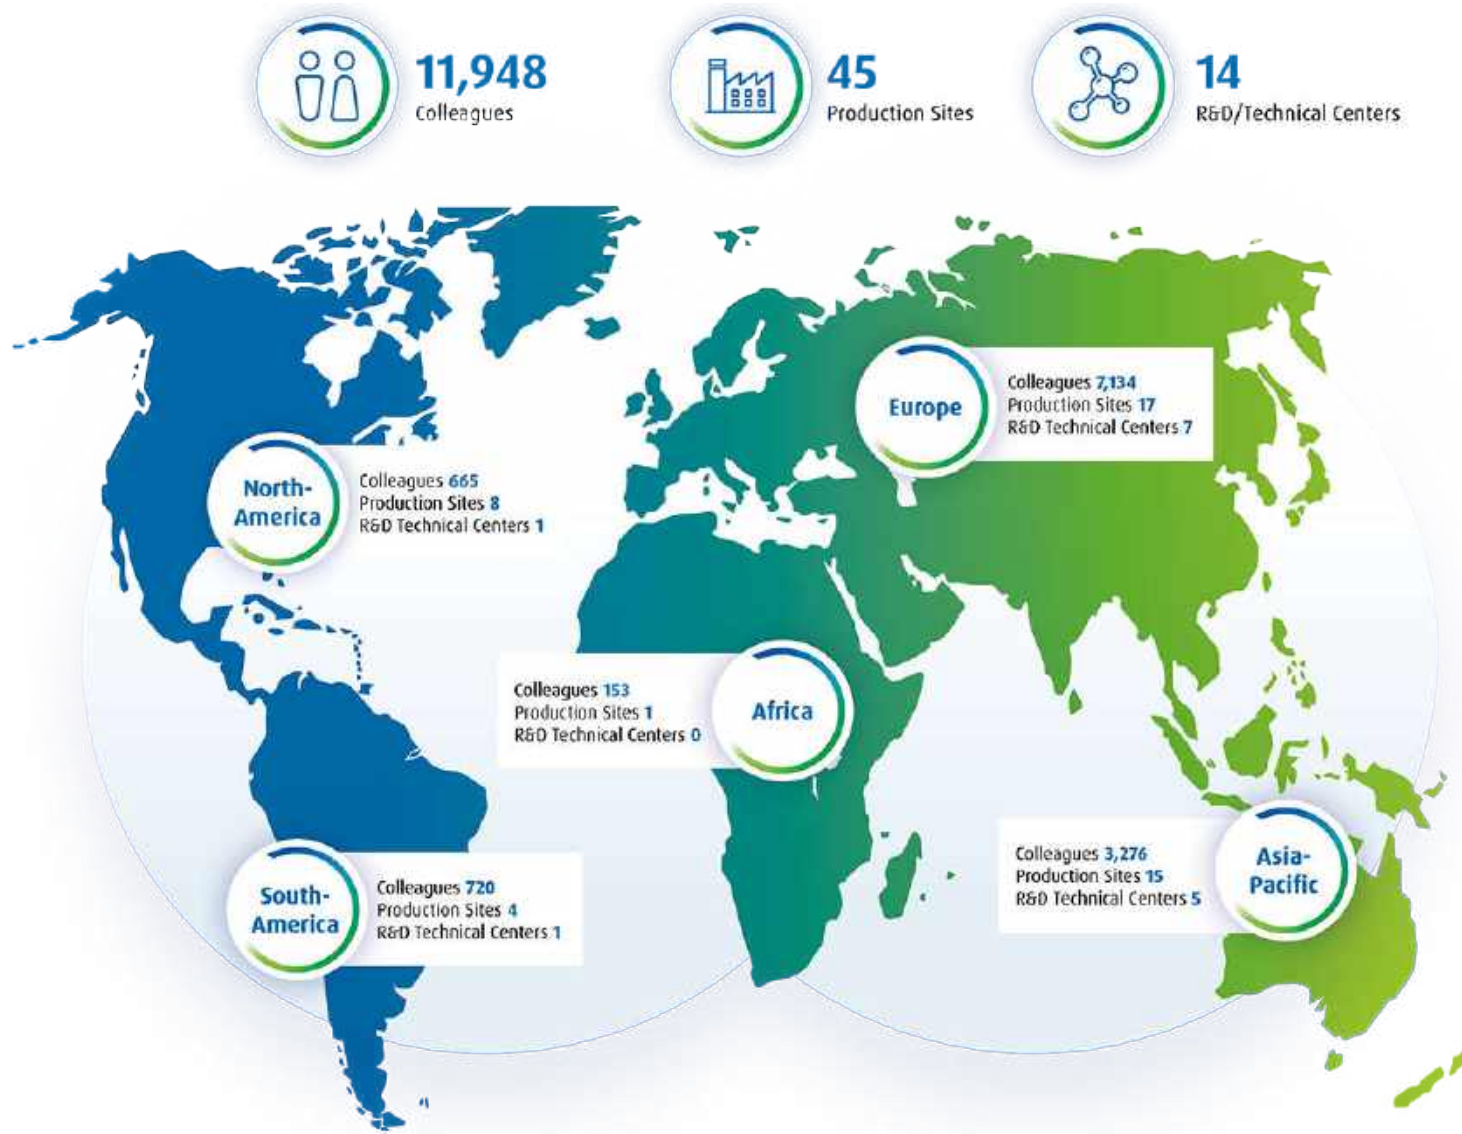 11,948
Colleagues
45
Production Sites
14
R&D/Technical Centers
Europe
Colleagues 7,134
Production Sites 17
R&D Technical Centers 7
North-
America
Colleagues 665
Production Sites 8
R&D Technical Centers 1
Africa
Colleagues 153
Production Sites 1
R&D Technical Centers 0
Asia-
Pacific
Colleagues 3,276
Production Sites 15
R&D Technical Centers 5
South-
America
Colleagues 720
Production Sites 4
R&D Technical Centers 1